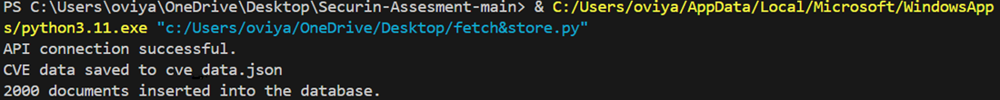 PS C:\Users\oviya\OneDrive\Desktop\Securin-Assesment-main> & C:/Users/oviya/AppData/Local/Microsoft/WindowsApp
s/python3.11.exe "c:/Users/oviya/OneDrive/Desktop/fetch&store.py"
API connection successful.
CVE data saved to cve_data.json
2000 documents inserted into the database.